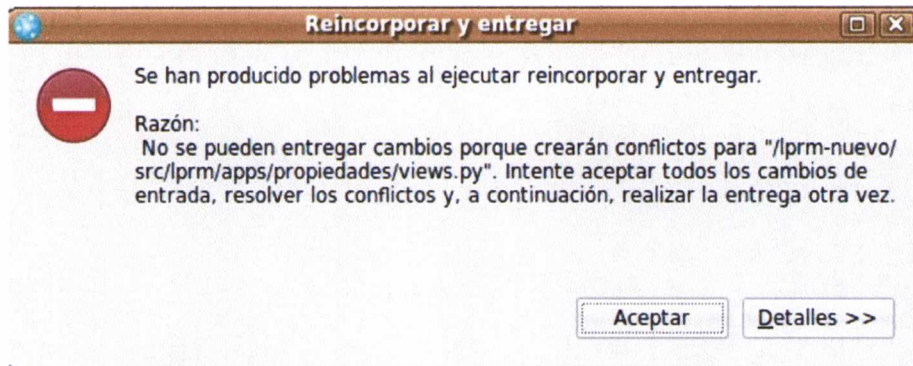 Reincorporar y entregar
Se han producido problemas al ejecutar reincorporar y entregar.
Razón:
No se pueden entregar cambios porque crearán conflictos para "/lprm-nuevo/
src/lprm/apps/propiedades/views.py". Intente aceptar todos los cambios de
entrada, resolver los conflictos y, a continuación, realizar la entrega otra vez.
Aceptar
Detalles >>